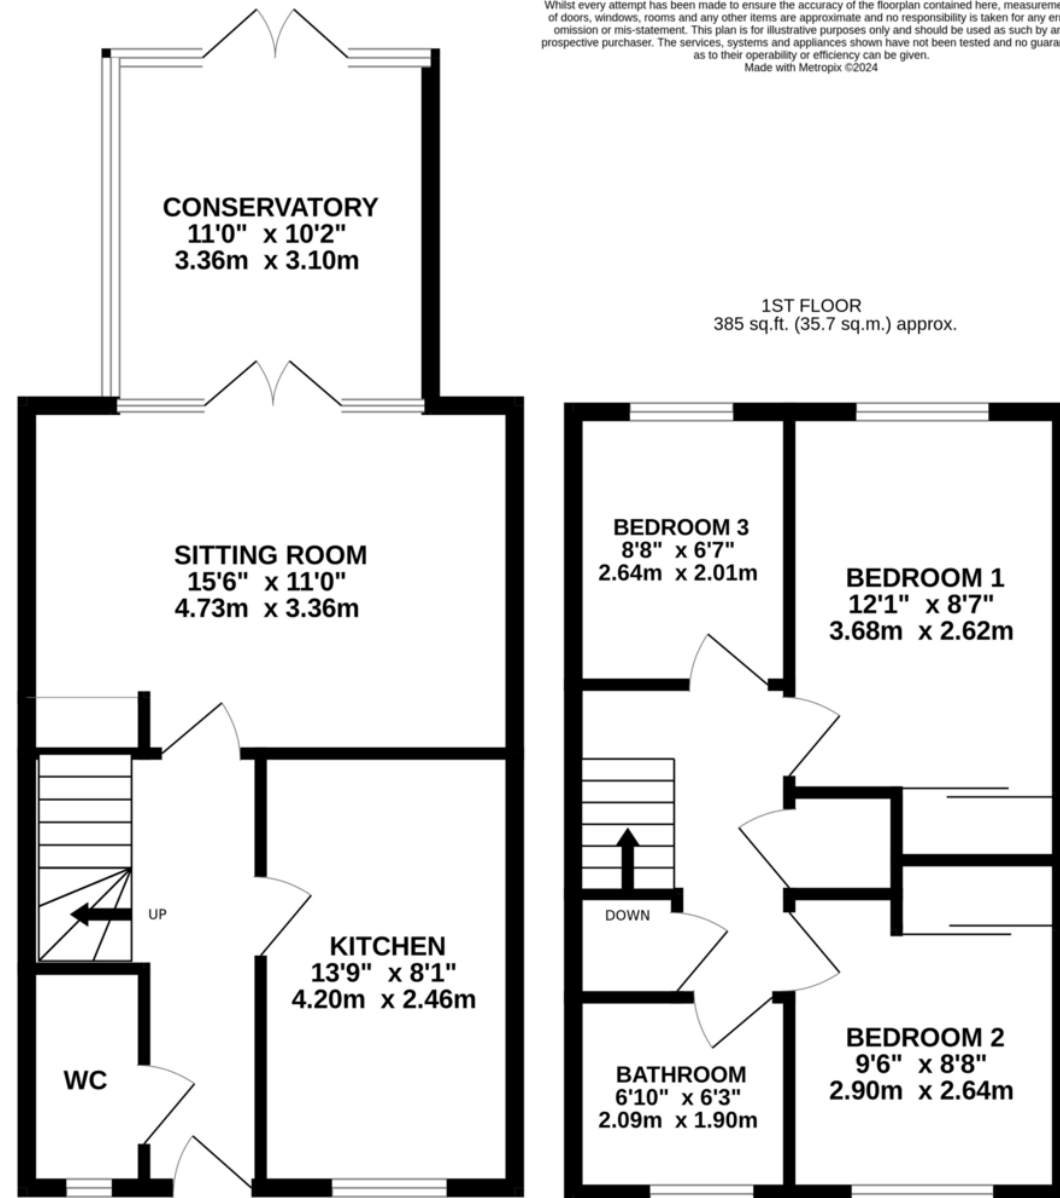 Whilst every attempt has been made to ensure the accuracy of the floorplan contained here,
of doors, windows, rooms and any other items are approximate and no responsibility is taken for any
omission or mis-statement. This plan is for illustrative purposes only and should be used as such by
prospective purchaser. The services, systems and appliances shown have not been tested and no
as to their operability or efficiency can be given.
Made with Metropix ©2024
CONSERVATORY
11'0" x 10'2"
3.36m x 3.10m
1ST FLOOR
385 sq.ft. (35.7 sq.m.) approx.
SITTING ROOM
15'6" x 11'0"
4.73m x 3.36m
BEDROOM 3
8'8" x 6'7"
2.64m x 2.01m
BEDROOM 1
12'1" x 8'7"
3.68m x 2.62m
UP
DOWN
KITCHEN
13'9" x 8'1"
4.20m x 2.46m
WC
BATHROOM
6'10" x 6'3"
2.09m x 1.90m
BEDROOM 2
9'6" x 8'8"
2.90m x 2.64m